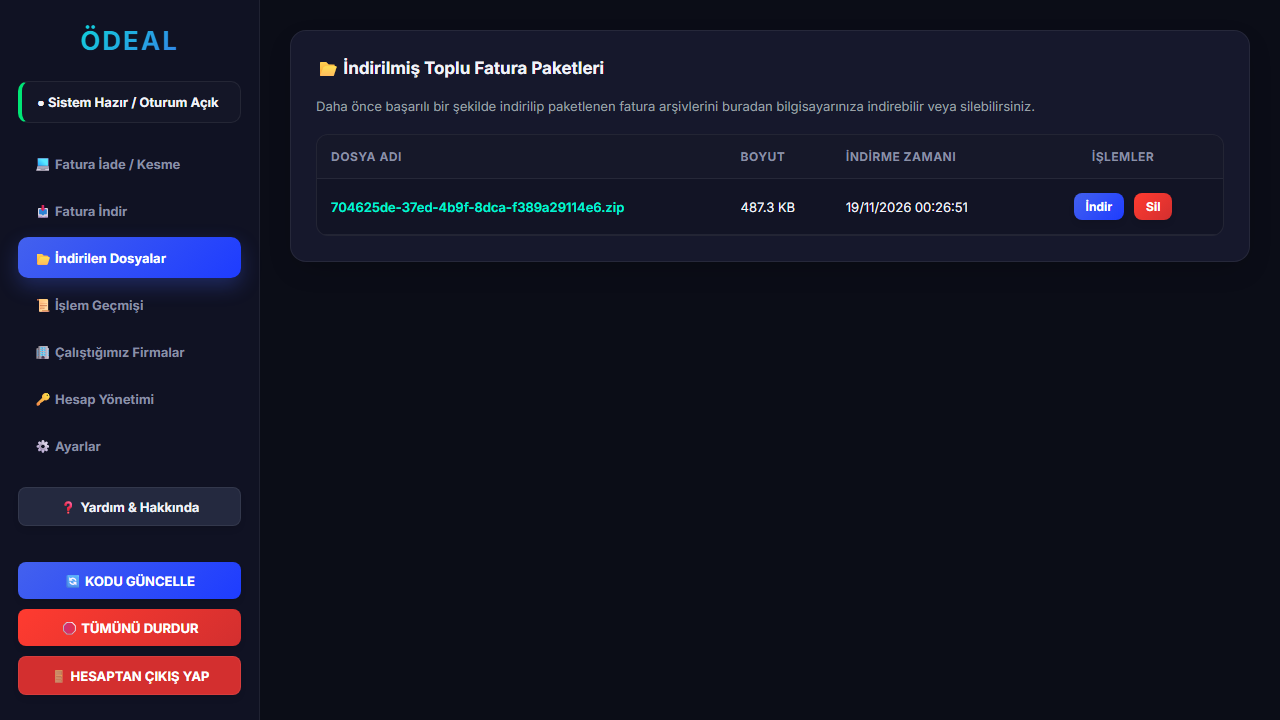 ÖDEAL
Sistem Hazır / Oturum Açık
Fatura İade / Kesme
Fatura İndir
İndirilen Dosyalar
İşlem Geçmişi
Çalıştığımız Firmalar
Hesap Yönetimi
Ayarlar
Yardım & Hakkında
KODU GÜNCELLE
TÜMÜNÜ DURDUR
HESAPTAN ÇIKIŞ YAP
İndirilmiş Toplu Fatura Paketleri
Daha önce başarılı bir şekilde indirilip paketlenen fatura arşivlerini buradan bilgisayarınıza indirebilir veya silebilirsiniz.
DOSYA ADI BOYUT İNDİRME ZAMANI İŞLEMLER
704625de-37ed-4b9f-8dca-f389a29114e6.zip 487.3 KB 19/11/2026 00:26:51 İndir Sil